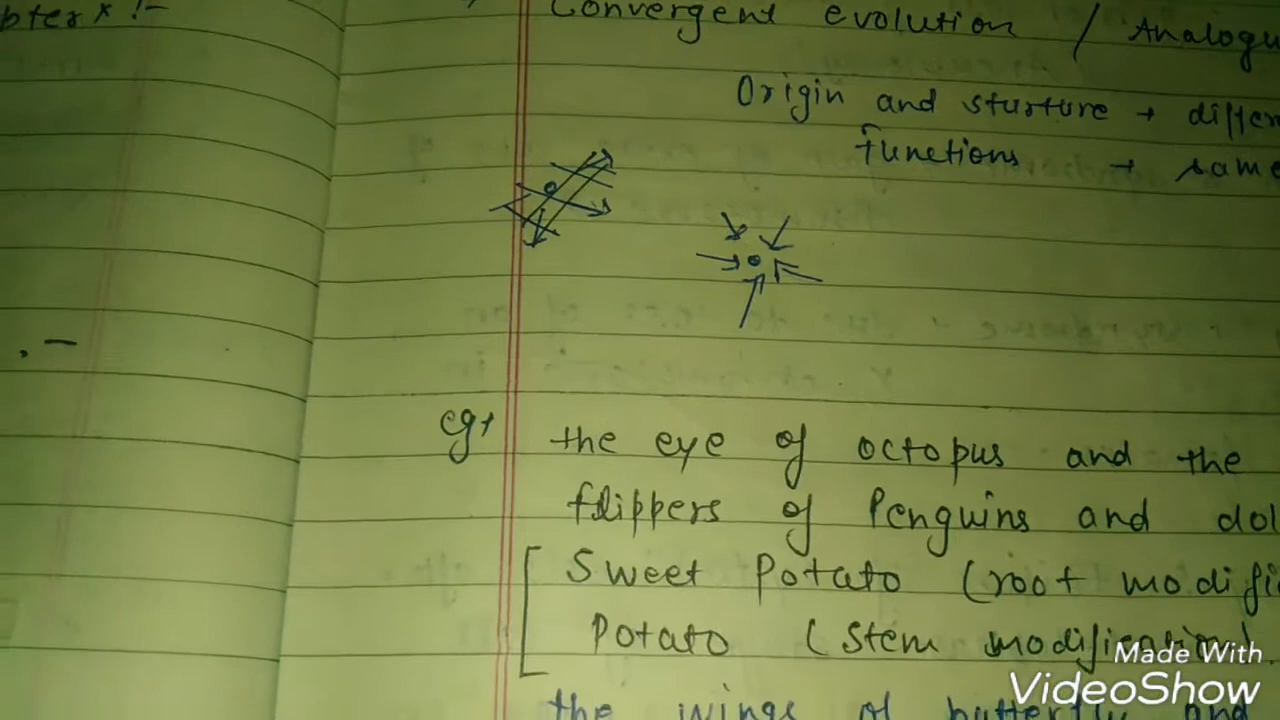 Convergent evolution / Analogu
Origin and sturture → differ
functions → same
eg→ the eye of octopus and the
flippers of Penguins and dol
Sweet Potato (root modifi
Potato (stem modification).
the wings of butterfly and
Made With
VideoShow